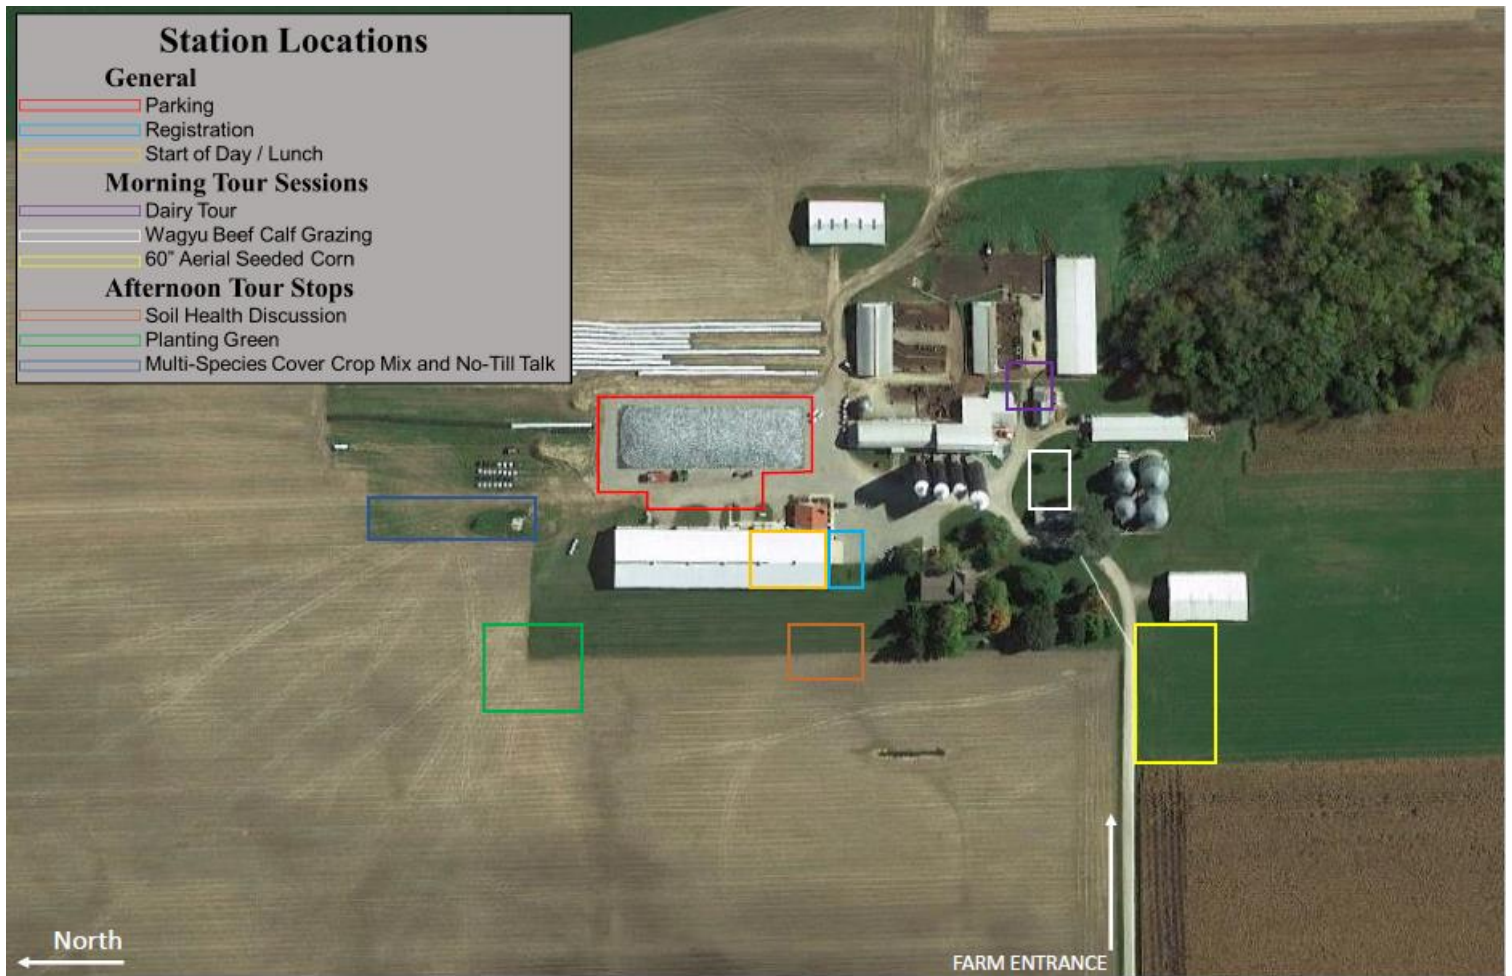 Station Locations
General
Parking
Registration
Start of Day / Lunch
Morning Tour Sessions
Dairy Tour
Wagyu Beef Calf Grazing
60" Aerial Seeded Corn
Afternoon Tour Stops
Soil Health Discussion
Planting Green
Multi-Species Cover Crop Mix and No-Till Talk
North
FARM ENTRANCE